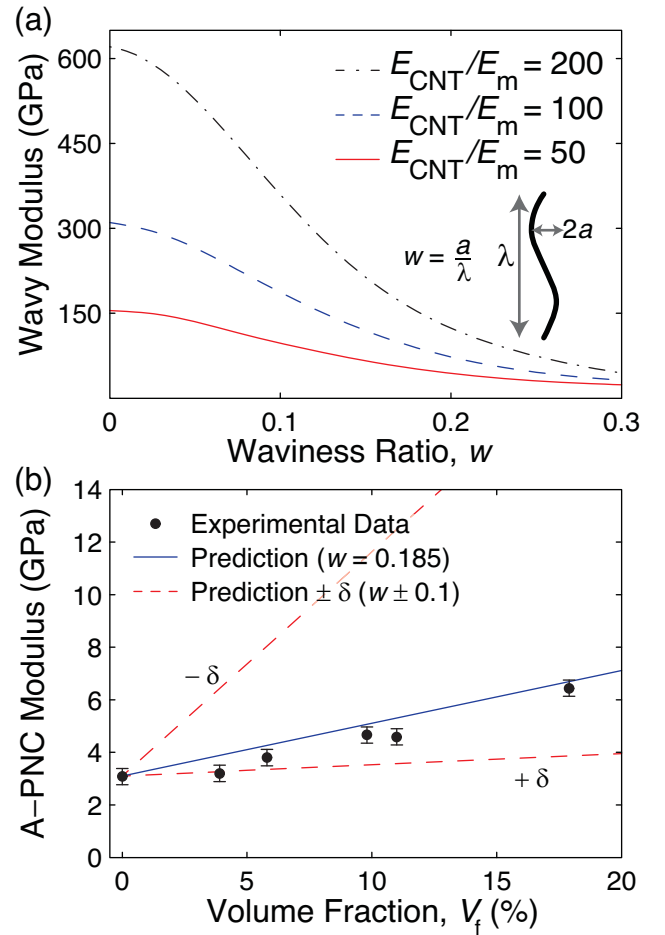 (a)
600
450
300
150
Wavy Modulus (GPa)
E_CNT/E_m = 200
E_CNT/E_m = 100
E_CNT/E_m = 50
w = a/λ
λ
2a
0
0.1
0.2
0.3
Waviness Ratio, w
(b)
14
12
10
8
6
4
2
0
A−PNC Modulus (GPa)
Experimental Data
Prediction (w = 0.185)
Prediction ± δ (w ± 0.1)
− δ
+ δ
0
5
10
15
20
Volume Fraction, V_f (%)